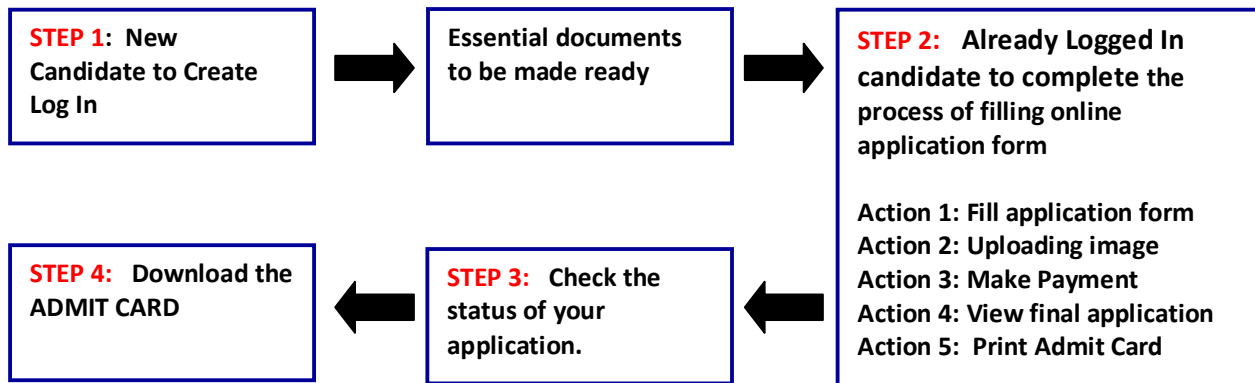 STEP 1:  New
Candidate to Create
Log In
Essential documents
to be made ready
STEP 2:   Already Logged In
candidate to complete the
process of filling online
application form
Action 1: Fill application form
Action 2: Uploading image
Action 3: Make Payment
Action 4: View final application
Action 5:  Print Admit Card
STEP 3:   Check the
status of your
application.
STEP 4:   Download the
ADMIT CARD